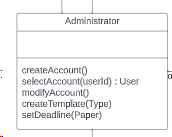 Administrator
createAccount()
selectAccount(userId) : User
modifyAccount()
createTemplate(Type)
setDeadline(Paper)